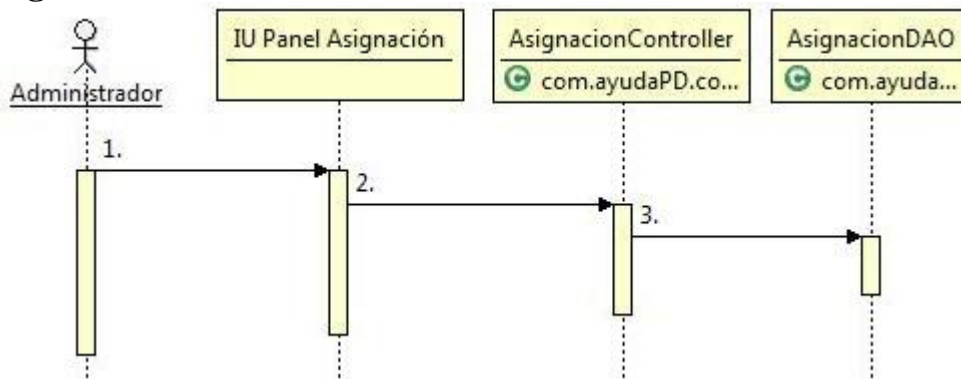 IU Panel Asignación
AsignacionController
AsignacionDAO
com.ayudaPD.co...
com.ayuda...
Administrador
1.
2.
3.